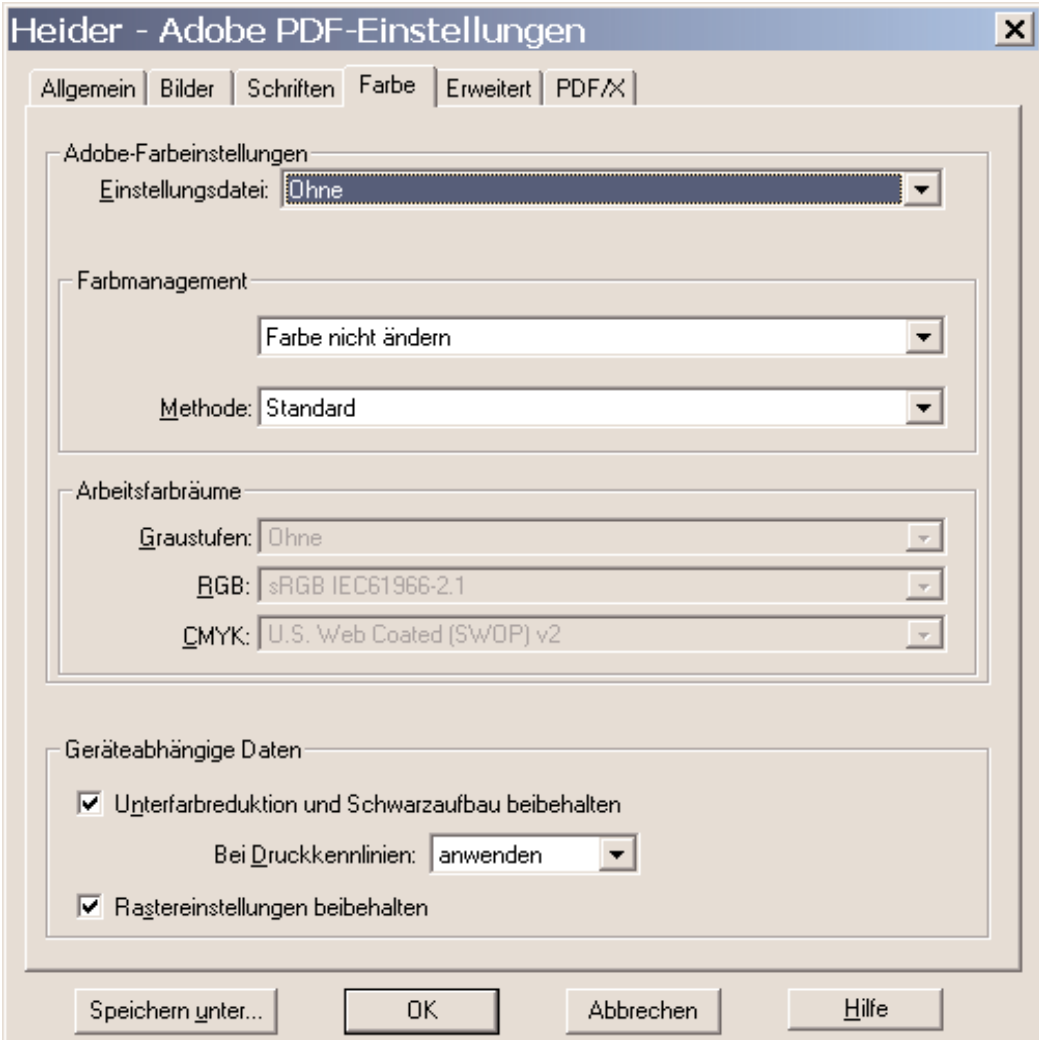 Heider - Adobe PDF-Einstellungen
Allgemein Bilder Schriften Farbe Erweitert PDF/X
Adobe-Farbeinstellungen
Einstellungsdatei: Ohne
Farbmanagement
Farbe nicht ändern
Methode: Standard
Arbeitsfarbräume
Graustufen: Ohne
RGB: sRGB IEC61966-2.1
CMYK: U.S. Web Coated (SWOP) v2
Geräteabhängige Daten
Unterfarbreduktion und Schwarzaufbau beibehalten
Bei Druckkennlinien: anwenden
Rastereinstellungen beibehalten
Speichern unter... OK Abbrechen Hilfe